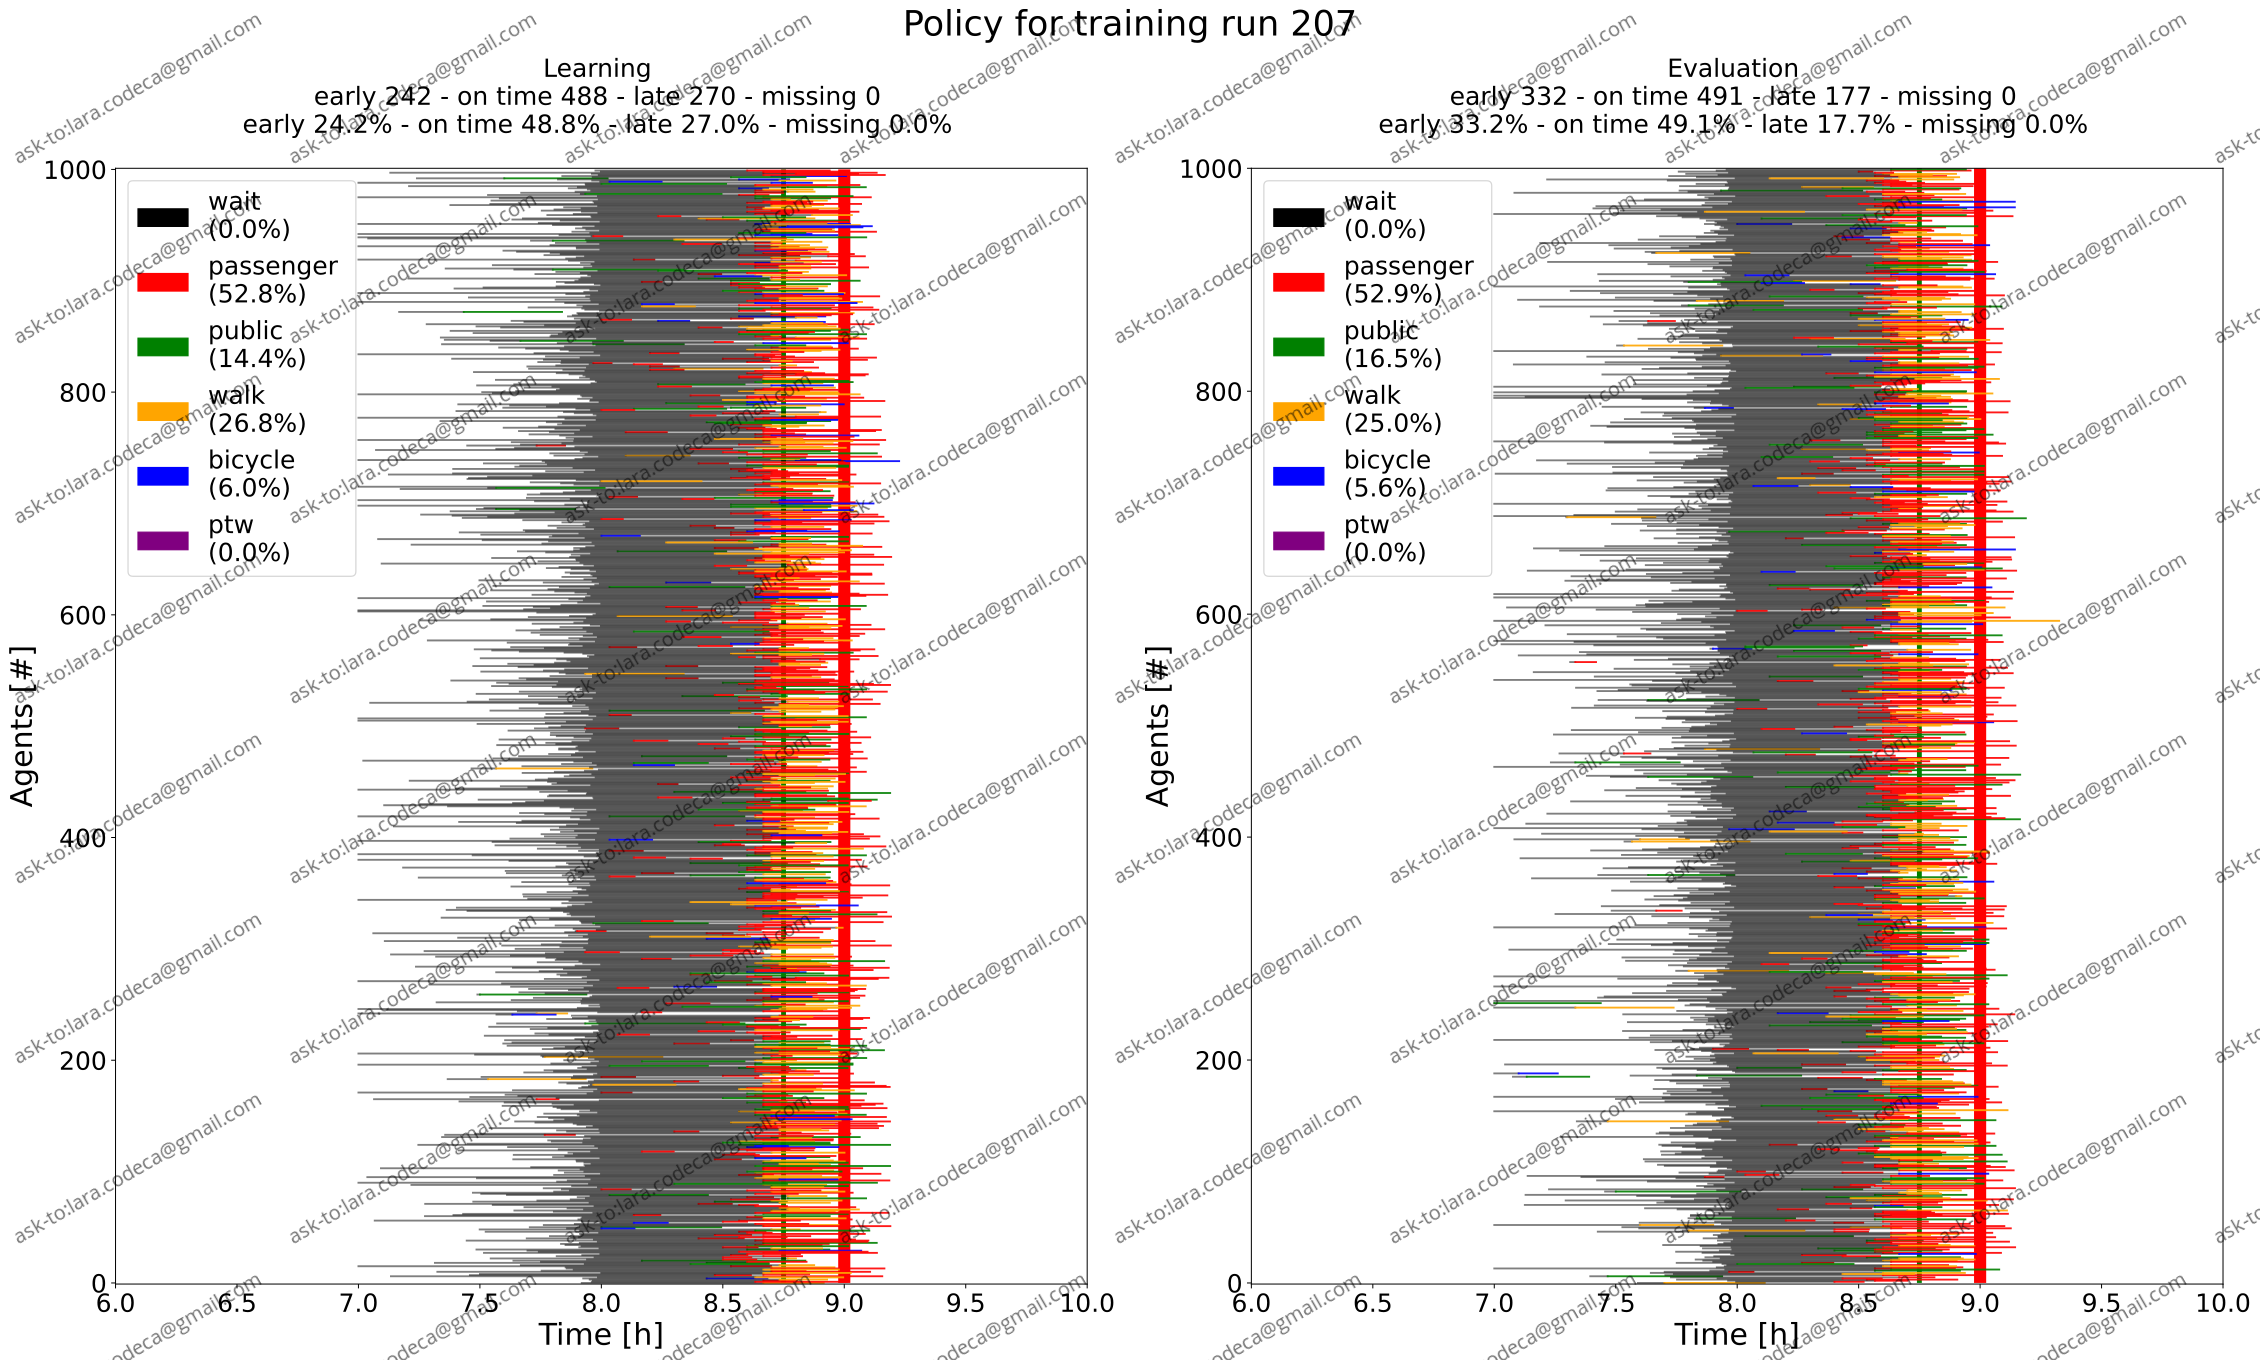 Policy for training run 207
Learning
early 242 - on time 488 - late 270 - missing 0
early 24.2% - on time 48.8% - late 27.0% - missing 0.0%
1000
800
600
400
200
0
Agents [#]
wait
(0.0%)
passenger
(52.8%)
public
(14.4%)
walk
(26.8%)
bicycle
(6.0%)
ptw
(0.0%)
6.0 6.5 7.0 7.5 8.0 8.5 9.0 9.5 10.0
Time [h]
Evaluation
early 332 - on time 491 - late 177 - missing 0
early 33.2% - on time 49.1% - late 17.7% - missing 0.0%
1000
800
600
400
200
0
Agents [#]
wait
(0.0%)
passenger
(52.9%)
public
(16.5%)
walk
(25.0%)
bicycle
(5.6%)
ptw
(0.0%)
6.0 6.5 7.0 7.5 8.0 8.5 9.0 9.5 10.0
Time [h]
ask-to:lara.codeca@gmail.com